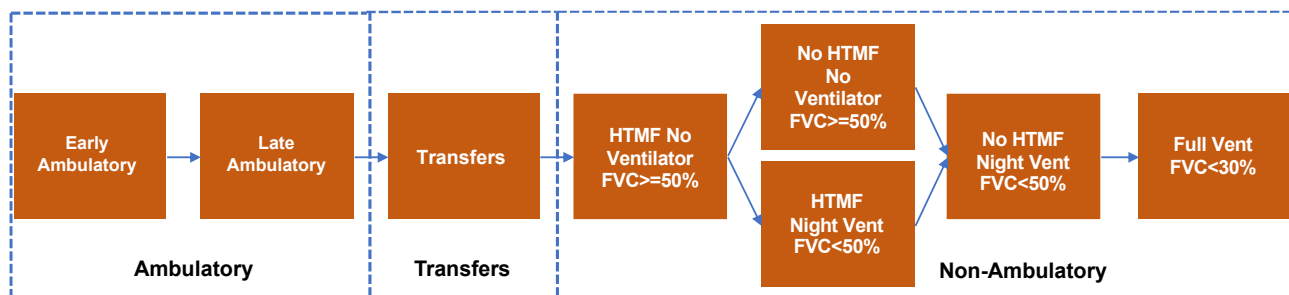 Early
Ambulatory
Late
Ambulatory
Transfers
HTMF No
Ventilator
FVC>=50%
No HTMF
No
Ventilator
FVC>=50%
HTMF
Night Vent
FVC<50%
No HTMF
Night Vent
FVC<50%
Full Vent
FVC<30%
Ambulatory
Transfers
Non-Ambulatory